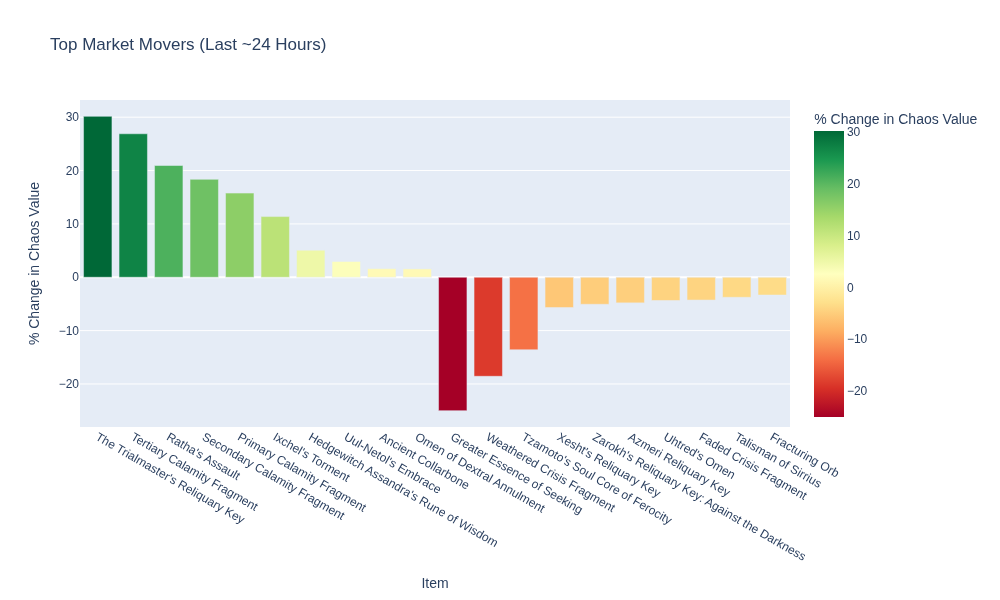 Top Market Movers (Last ~24 Hours)
% Change in Chaos Value
30
20
10
0
−10
−20
% Change in Chaos Value
30
20
10
0
−10
−20
The Trialmaster's Reliquary Key
Tertiary Calamity Fragment
Ratha's Assault
Secondary Calamity Fragment
Primary Calamity Fragment
Ixchel's Torment
Hedgewitch Assandra's Rune of Wisdom
Uul-Netol's Embrace
Ancient Collarbone
Omen of Dextral Annulment
Greater Essence of Seeking
Weathered Crisis Fragment
Tzamoto's Soul Core of Ferocity
Xesht's Reliquary Key
Zarokh's Reliquary Key: Against the Darkness
Azmeri Reliquary Key
Uhtred's Omen
Faded Crisis Fragment
Talisman of Sirrius
Fracturing Orb
Item